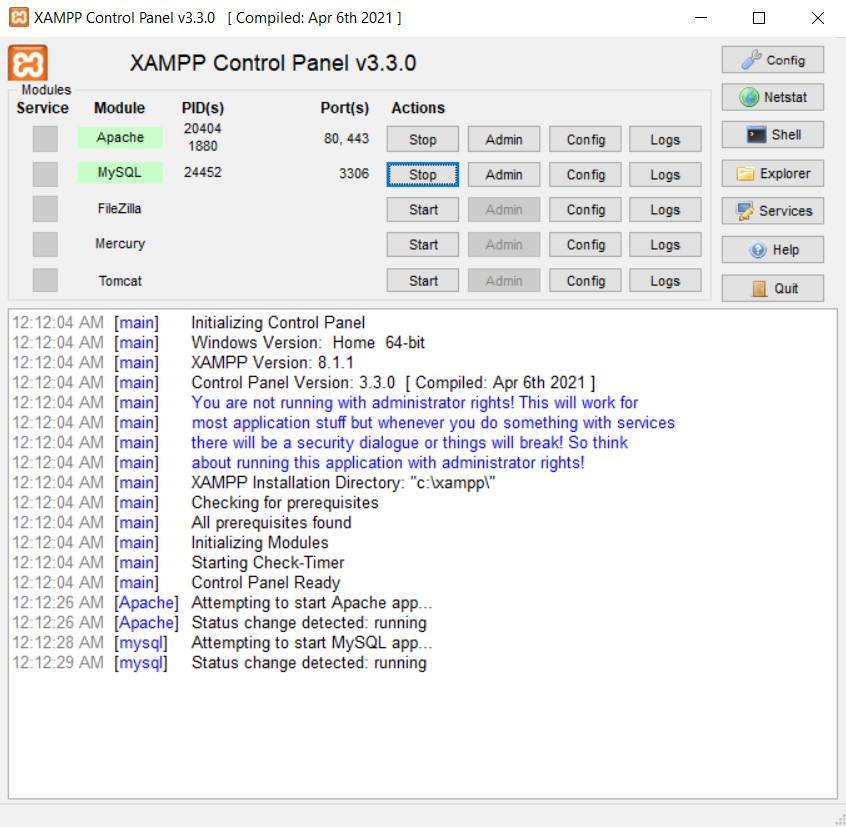 XAMPP Control Panel v3.3.0 [ Compiled: Apr 6th 2021 ]
XAMPP Control Panel v3.3.0
Config
Modules
Service Module PID(s) Port(s) Actions
Netstat
Apache 20404 1880 80, 443 Stop Admin Config Logs
Shell
MySQL 24452 3306 Stop Admin Config Logs
Explorer
FileZilla Start Admin Config Logs
Services
Mercury Start Admin Config Logs
Help
Tomcat Start Admin Config Logs
Quit
12:12:04 AM [main] Initializing Control Panel
12:12:04 AM [main] Windows Version: Home 64-bit
12:12:04 AM [main] XAMPP Version: 8.1.1
12:12:04 AM [main] Control Panel Version: 3.3.0 [ Compiled: Apr 6th 2021 ]
12:12:04 AM [main] You are not running with administrator rights! This will work for
12:12:04 AM [main] most application stuff but whenever you do something with services
12:12:04 AM [main] there will be a security dialogue or things will break! So think
12:12:04 AM [main] about running this application with administrator rights!
12:12:04 AM [main] XAMPP Installation Directory: "c:\xampp\"
12:12:04 AM [main] Checking for prerequisites
12:12:04 AM [main] All prerequisites found
12:12:04 AM [main] Initializing Modules
12:12:04 AM [main] Starting Check-Timer
12:12:04 AM [main] Control Panel Ready
12:12:26 AM [Apache] Attempting to start Apache app...
12:12:26 AM [Apache] Status change detected: running
12:12:28 AM [mysql] Attempting to start MySQL app...
12:12:29 AM [mysql] Status change detected: running